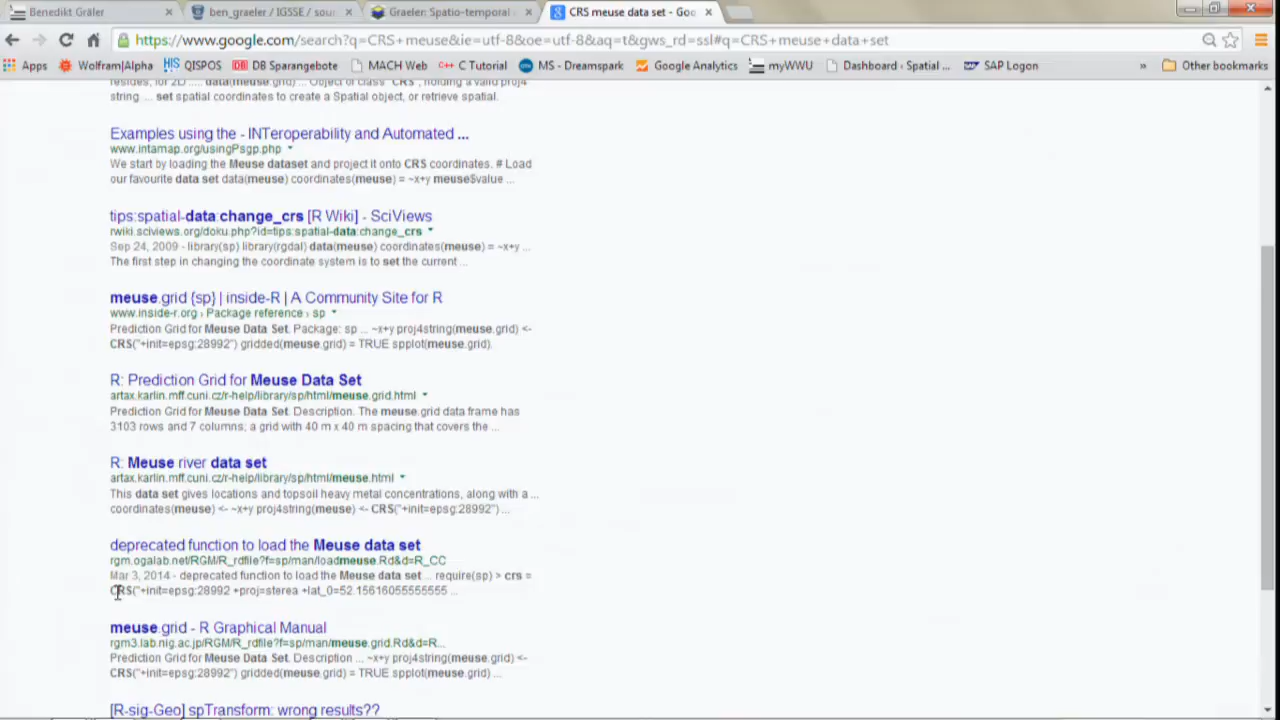 Benedikt Gräler
ben_graeler / IG5SE / sour
Graeler: Spatio-temporal
CRS meuse data set - Goo
https://www.google.com/search?q=CRS+meuse&ie=utf-8&oe=utf-8&aq=t&gws_rd=ssl#q=CRS+meuse+data+set
Apps Wolfram|Alpha QISPOS DB Sparangebote MACH Web C Tutorial MS - Dreamspark Google Analytics myWWU Dashboard · Spatial ... SAP Logon » Other bookmarks
resides, for 2D ..... data(meuse.grid) ... Object of class "CRS", holding a valid proj4
string ... set spatial coordinates to create a Spatial object, or retrieve spatial.
Examples using the - INTeroperability and Automated ...
www.intamap.org/usingPsgp.php
We start by loading the Meuse dataset and project it onto CRS coordinates. # Load
our favourite data set data(meuse) coordinates(meuse) = ~x+y meuse$value ...
tips:spatial-data:change_crs [R Wiki] - SciViews
rwiki.sciviews.org/doku.php?id=tips:spatial-data:change_crs
Sep 24, 2009 - library(sp) library(rgdal) data(meuse) coordinates(meuse) = ~x+y ...
The first step in changing the coordinate system is to set the current ...
meuse.grid {sp} | inside-R | A Community Site for R
www.inside-r.org › Package reference › sp
Prediction Grid for Meuse Data Set. Package: sp ... ~x+y proj4string(meuse.grid) <-
CRS("+init=epsg:28992") gridded(meuse.grid) = TRUE spplot(meuse.grid).
R: Prediction Grid for Meuse Data Set
artax.karlin.mff.cuni.cz/r-help/library/sp/html/meuse.grid.html
Prediction Grid for Meuse Data Set. Description. The meuse.grid data frame has
3103 rows and 7 columns; a grid with 40 m x 40 m spacing that covers the ...
R: Meuse river data set
artax.karlin.mff.cuni.cz/r-help/library/sp/html/meuse.html
This data set gives locations and topsoil heavy metal concentrations, along with a ...
coordinates(meuse) <- ~x+y proj4string(meuse) <- CRS("+init=epsg:28992") ...
deprecated function to load the Meuse data set
rgm.ogalab.net/RGM/R_rdfile?f=sp/man/loadmeuse.Rd&d=R_CC
Mar 3, 2014 - deprecated function to load the Meuse data set ... require(sp) > crs =
CRS("+init=epsg:28992 +proj=sterea +lat_0=52.15616055555555 ...
meuse.grid - R Graphical Manual
rgm3.lab.nig.ac.jp/RGM/R_rdfile?f=sp/man/meuse.grid.Rd&d=R...
Prediction Grid for Meuse Data Set. Description ... ~x+y proj4string(meuse.grid) <-
CRS("+init=epsg:28992") gridded(meuse.grid) = TRUE spplot(meuse.grid) ...
[R-sig-Geo] spTransform: wrong results??